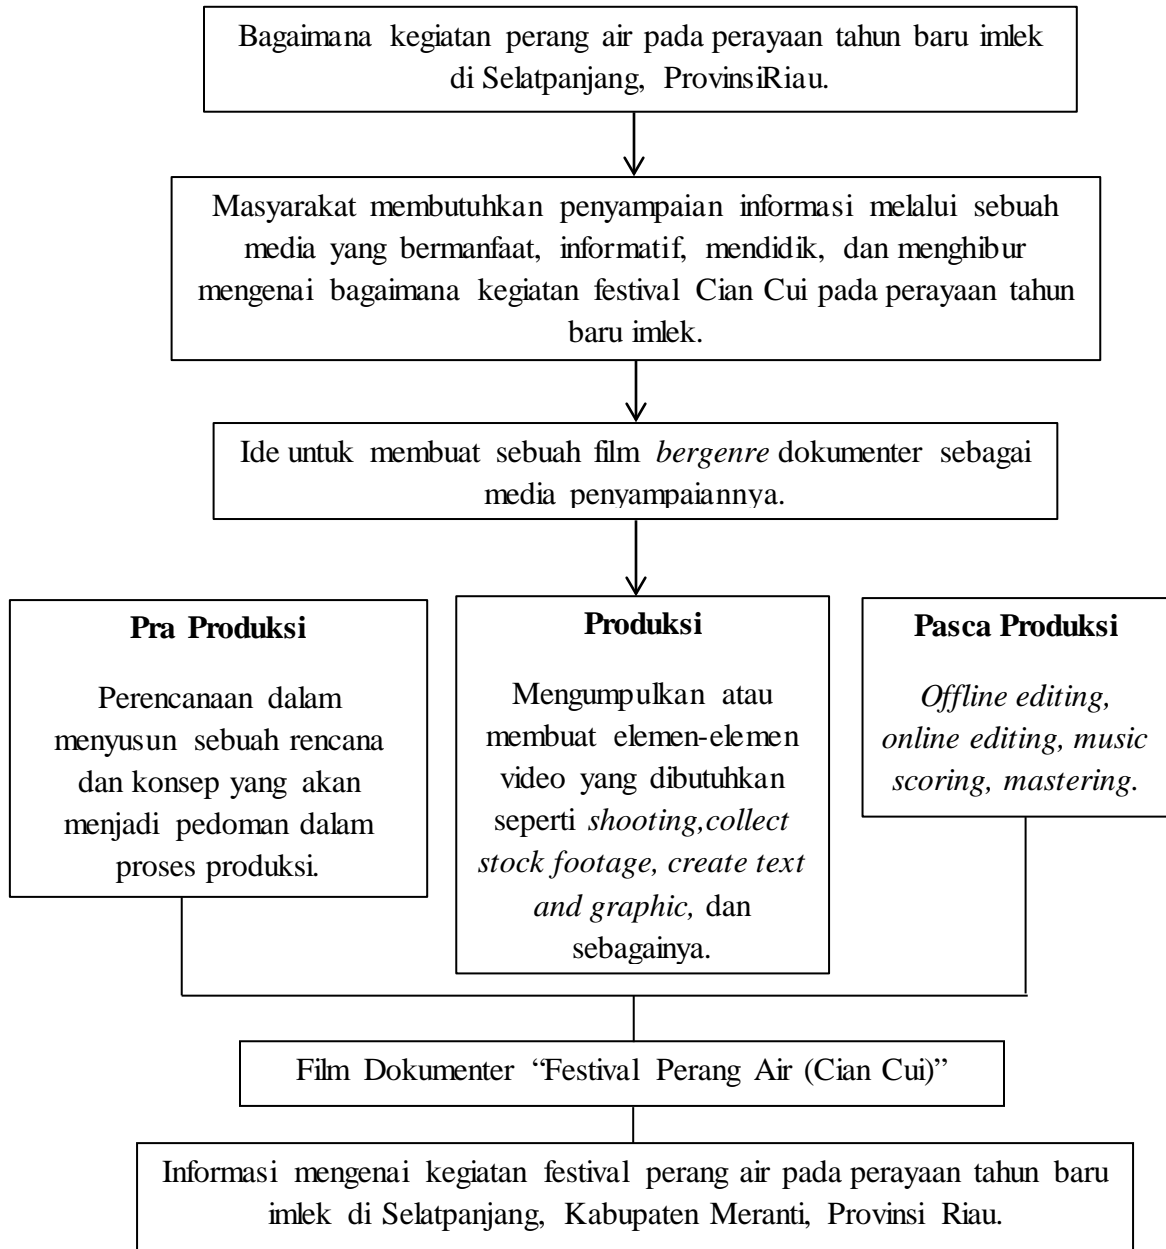 Bagaimana kegiatan perang air pada perayaan tahun baru imlek
di Selatpanjang, ProvinsiRiau.
Masyarakat membutuhkan penyampaian informasi melalui sebuah
media yang bermanfaat, informatif, mendidik, dan menghibur
mengenai bagaimana kegiatan festival Cian Cui pada perayaan tahun
baru imlek.
Ide untuk membuat sebuah film bergenre dokumenter sebagai
media penyampaiannya.
Pra Produksi
Perencanaan dalam
menyusun sebuah rencana
dan konsep yang akan
menjadi pedoman dalam
proses produksi.
Produksi
Mengumpulkan atau
membuat elemen-elemen
video yang dibutuhkan
seperti shooting,collect
stock footage, create text
and graphic, dan
sebagainya.
Pasca Produksi
Offline editing,
online editing, music
scoring, mastering.
Film Dokumenter “Festival Perang Air (Cian Cui)”
Informasi mengenai kegiatan festival perang air pada perayaan tahun baru
imlek di Selatpanjang, Kabupaten Meranti, Provinsi Riau.